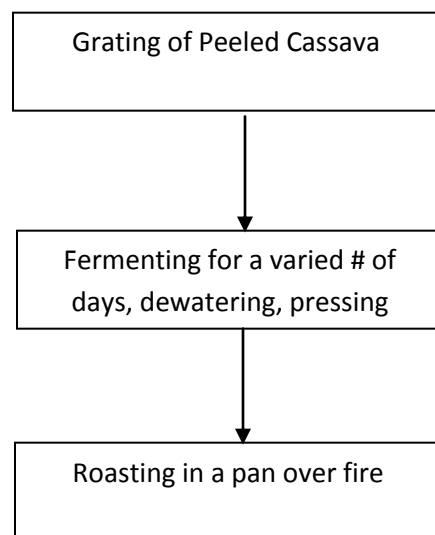 Grating of Peeled Cassava
Fermenting for a varied # of
days, dewatering, pressing
Roasting in a pan over fire